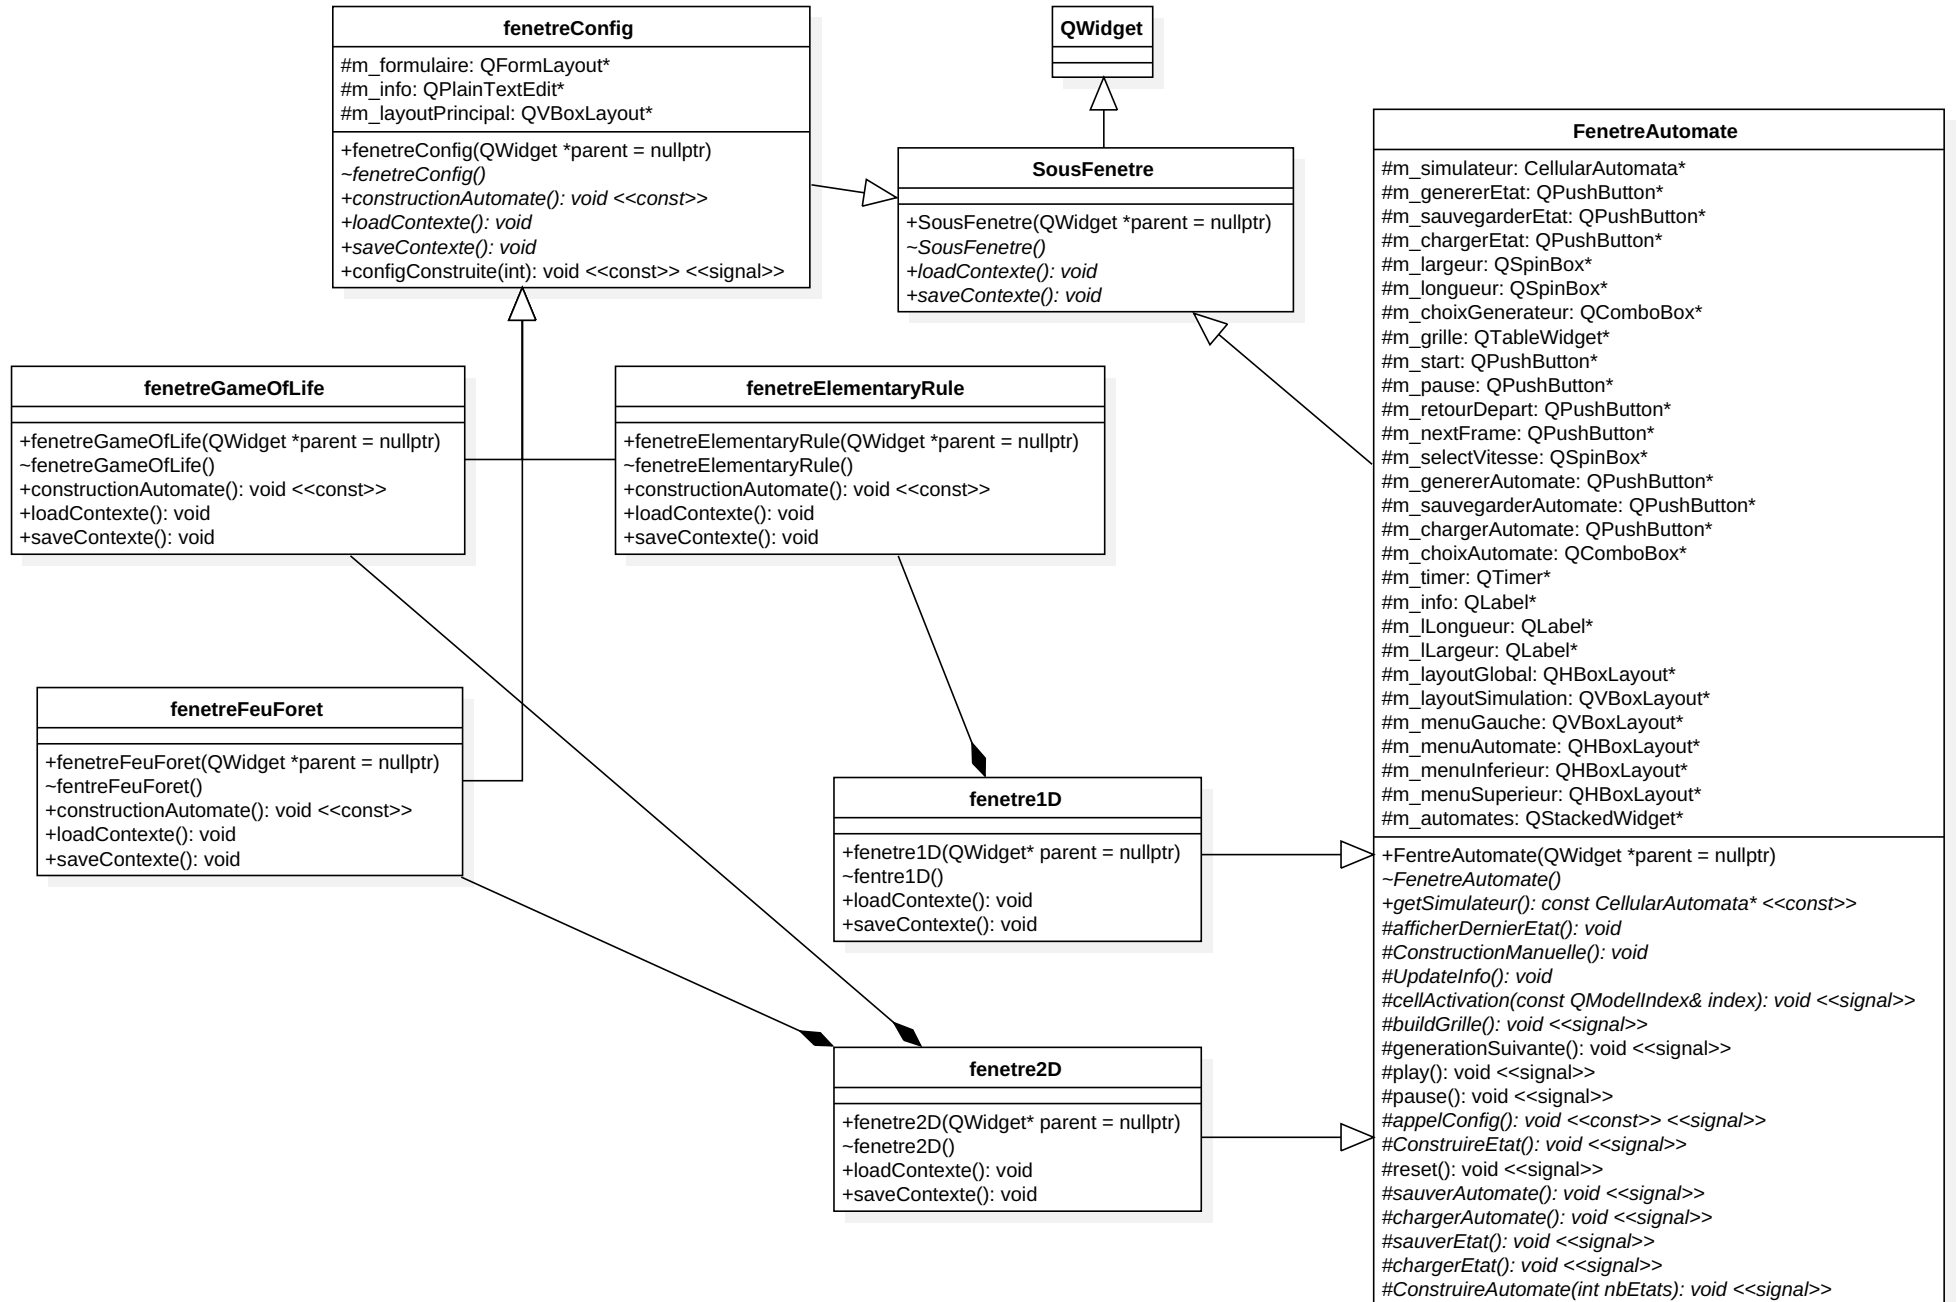 fenetreConfig
#m_formulaire: QFormLayout*
#m_info: QPlainTextEdit*
#m_layoutPrincipal: QVBoxLayout*
+fenetreConfig(QWidget *parent = nullptr)
~fenetreConfig()
+constructionAutomate(): void <<const>>
+loadContexte(): void
+saveContexte(): void
+configConstruite(int): void <<const>> <<signal>>
QWidget
SousFenetre
+SousFenetre(QWidget *parent = nullptr)
~SousFenetre()
+loadContexte(): void
+saveContexte(): void
fenetreGameOfLife
+fenetreGameOfLife(QWidget *parent = nullptr)
~fenetreGameOfLife()
+constructionAutomate(): void <<const>>
+loadContexte(): void
+saveContexte(): void
fenetreElementaryRule
+fenetreElementaryRule(QWidget *parent = nullptr)
~fenetreElementaryRule()
+constructionAutomate(): void <<const>>
+loadContexte(): void
+saveContexte(): void
fenetreFeuForet
+fenetreFeuForet(QWidget *parent = nullptr)
~fentreFeuForet()
+constructionAutomate(): void <<const>>
+loadContexte(): void
+saveContexte(): void
fenetre1D
+fenetre1D(QWidget* parent = nullptr)
~fentre1D()
+loadContexte(): void
+saveContexte(): void
fenetre2D
+fenetre2D(QWidget* parent = nullptr)
~fenetre2D()
+loadContexte(): void
+saveContexte(): void
FenetreAutomate
#m_simulateur: CellularAutomata*
#m_genererEtat: QPushButton*
#m_sauvegarderEtat: QPushButton*
#m_chargerEtat: QPushButton*
#m_largeur: QSpinBox*
#m_longueur: QSpinBox*
#m_choixGenerateur: QComboBox*
#m_grille: QTableWidget*
#m_start: QPushButton*
#m_pause: QPushButton*
#m_retourDepart: QPushButton*
#m_nextFrame: QPushButton*
#m_selectVitesse: QSpinBox*
#m_genererAutomate: QPushButton*
#m_sauvegarderAutomate: QPushButton*
#m_chargerAutomate: QPushButton*
#m_choixAutomate: QComboBox*
#m_timer: QTimer*
#m_info: QLabel*
#m_lLongueur: QLabel*
#m_lLargeur: QLabel*
#m_layoutGlobal: QHBoxLayout*
#m_layoutSimulation: QVBoxLayout*
#m_menuGauche: QVBoxLayout*
#m_menuAutomate: QHBoxLayout*
#m_menuInferieur: QHBoxLayout*
#m_menuSuperieur: QHBoxLayout*
#m_automates: QStackedWidget*
+FentreAutomate(QWidget *parent = nullptr)
~FenetreAutomate()
+getSimulateur(): const CellularAutomata* <<const>>
#afficherDernierEtat(): void
#ConstructionManuelle(): void
#UpdateInfo(): void
#cellActivation(const QModelIndex& index): void <<signal>>
#buildGrille(): void <<signal>>
#generationSuivante(): void <<signal>>
#play(): void <<signal>>
#pause(): void <<signal>>
#appelConfig(): void <<const>> <<signal>>
#ConstruireEtat(): void <<signal>>
#reset(): void <<signal>>
#sauverAutomate(): void <<signal>>
#chargerAutomate(): void <<signal>>
#sauverEtat(): void <<signal>>
#chargerEtat(): void <<signal>>
#ConstruireAutomate(int nbEtats): void <<signal>>